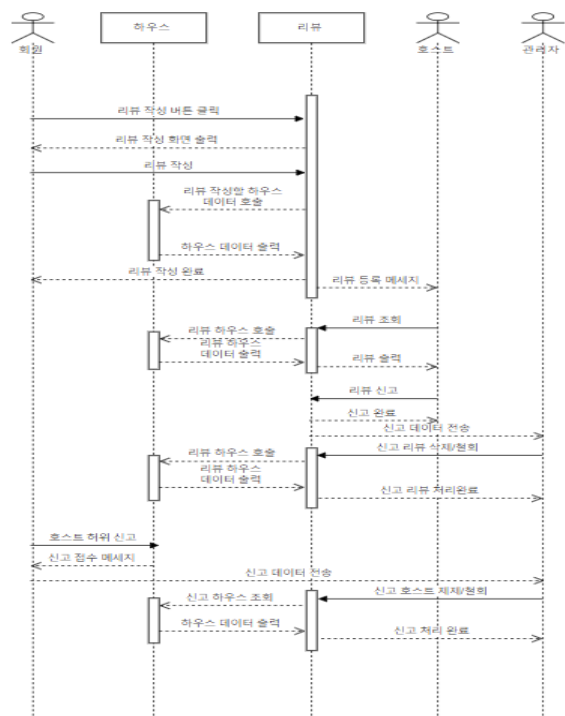 하우스
리뷰
회원
호스트
관리자
리뷰 작성 버튼 클릭
리뷰 작성 화면 출력
리뷰 작성
리뷰 작성할 하우스
데이터 호출
하우스 데이터 출력
리뷰 작성 완료
리뷰 등록 메세지
리뷰 조회
리뷰 하우스 호출
리뷰 하우스
데이터 출력
리뷰 출력
리뷰 신고
신고 완료
신고 데이터 전송
신고 리뷰 삭제/철회
리뷰 하우스 호출
리뷰 하우스
데이터 출력
신고 리뷰 처리완료
호스트 허위 신고
신고 접수 메세지
신고 데이터 전송
신고 호스트 제재/철회
신고 하우스 조회
하우스 데이터 출력
신고 처리 완료